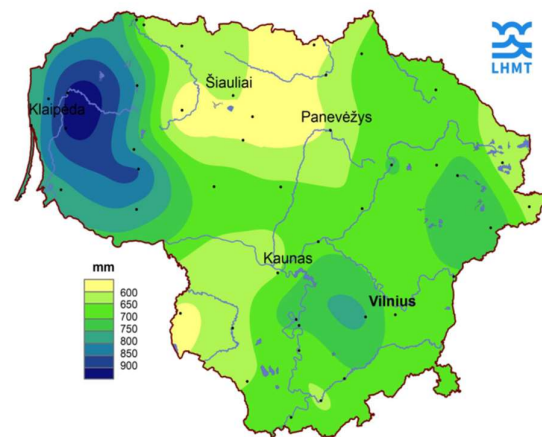 LHMT
Šiauliai
Klaipėda
Panevėžys
Kaunas
Vilnius
mm
600
650
700
750
800
850
900